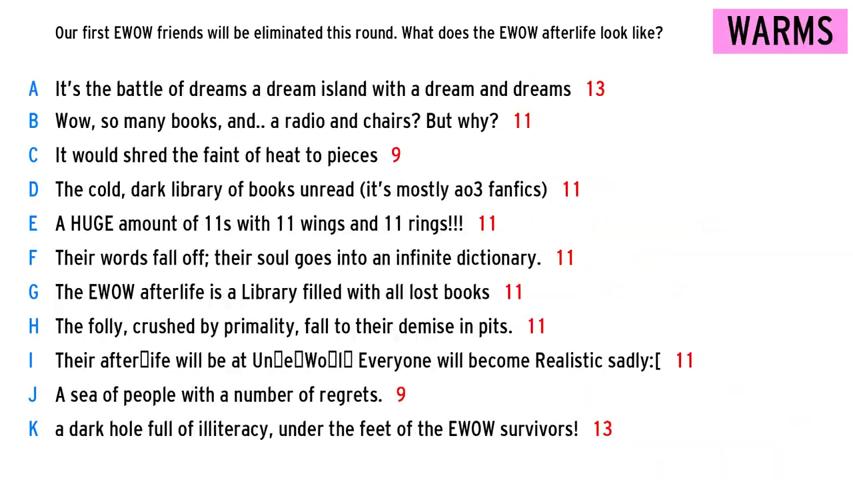 Our first EWOW friends will be eliminated this round. What does the EWOW afterlife look like? WARMS
A It's the battle of dreams a dream island with a dream and dreams 13
B Wow, so many books, and.. a radio and chairs? But why? 11
C It would shred the faint of heat to pieces 9
D The cold, dark library of books unread (it's mostly ao3 fanfics) 11
E A HUGE amount of 11s with 11 wings and 11 rings!!! 11
F Their words fall off; their soul goes into an infinite dictionary. 11
G The EWOW afterlife is a Library filled with all lost books 11
H The folly, crushed by primality, fall to their demise in pits. 11
I Their after▯ife will be at Un▯e▯Wo▯l▯ Everyone will become Realistic sadly:[ 11
J A sea of people with a number of regrets. 9
K a dark hole full of illiteracy, under the feet of the EWOW survivors! 13